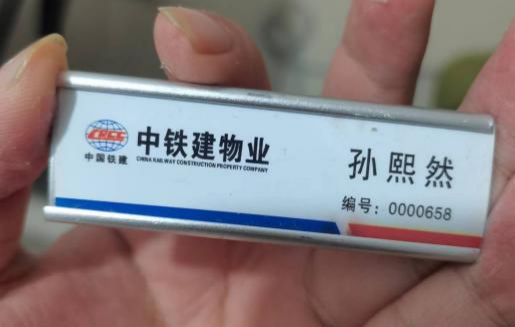 CRCC
中国铁建
中铁建物业
CHINA RAILWAY CONSTRUCTION PROPERTY COMPANY
孙熙然
编号：0000658